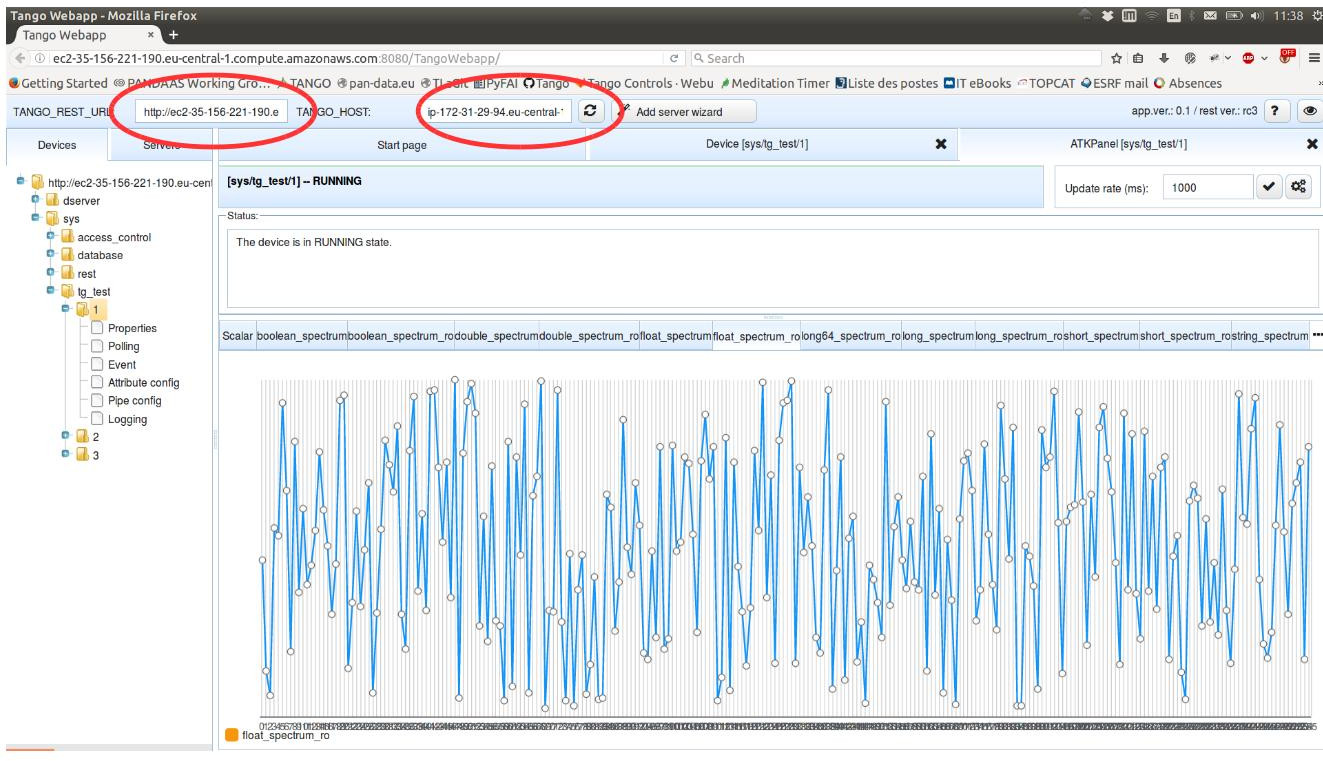 Tango Webapp - Mozilla Firefox
En
11:38
Tango Webapp × +
ec2-35-156-221-190.eu-central-1.compute.amazonaws.com:8080/TangoWebapp/
Search
ABP
OFF
Getting Started
PANDAAS Working Gro...
TANGO
pan-data.eu
PyFAI
Tango
Tango Controls · Webu
Meditation Timer
Liste des postes
IT eBooks
TOPCAT
ESRF mail
Absences
TANGO_REST_URL: http://ec2-35-156-221-190.e TANGO_HOST: ip-172-31-29-94.eu-central-1 Add server wizard app.ver.: 0.1 / rest ver.: rc3 ?
Devices Servers Start page Device [sys/tg_test/1] ATKPanel [sys/tg_test/1]
http://ec2-35-156-221-190.eu-cent
dserver
sys
access_control
database
rest
tg_test
1
Properties
Polling
Event
Attribute config
Pipe config
Logging
2
3
[sys/tg_test/1] -- RUNNING
Update rate (ms): 1000
Status:
The device is in RUNNING state.
Scalar boolean_spectrum boolean_spectrum_ro double_spectrum double_spectrum_ro float_spectrum float_spectrum_ro long64_spectrum_ro long_spectrum long_spectrum_ro short_spectrum short_spectrum_ro string_spectrum ...
float_spectrum_ro